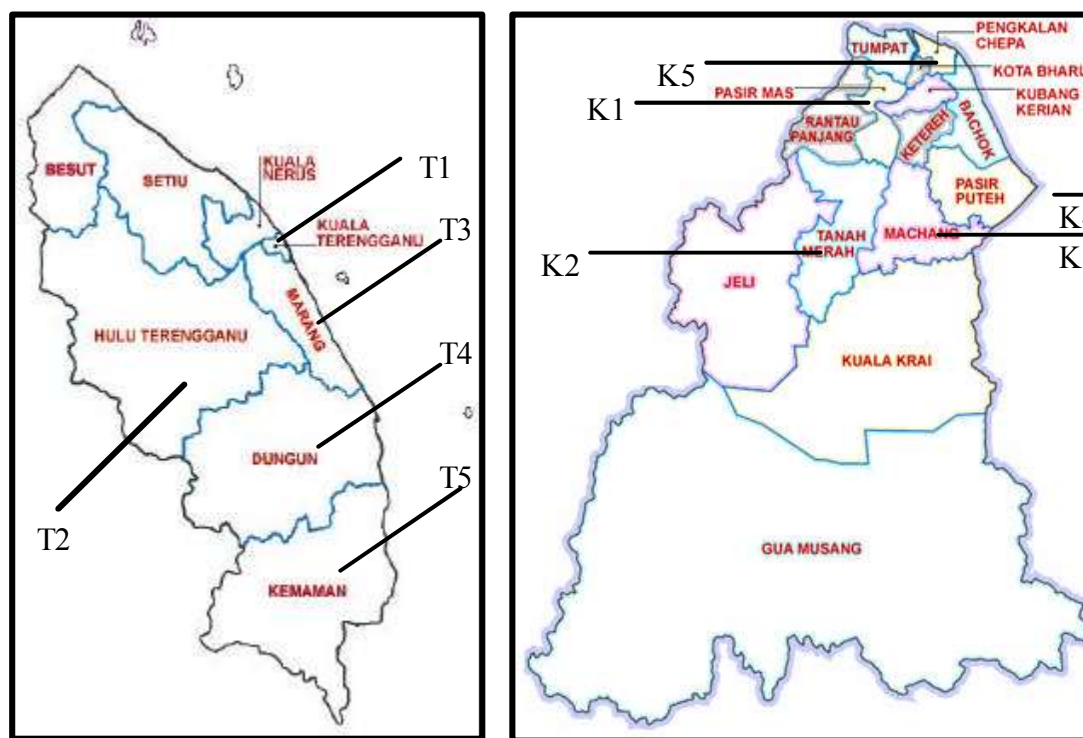 BESUT
SETIU
KUALA
NERUS
T1
KUALA
TERENGGANU
T3
MARANG
HULU TERENGGANU
T4
DUNGUN
T5
T2
KEMAMAN
PENGKALAN
CHEPA
TUMPAT
K5
KOTA BHARU
PASIR MAS
KUBANG
KERIAN
K1
RANTAU
PANJANG
KETEREH
BACHOK
PASIR
PUTEH
K
TANAH
MERAH
MACHANG
K2
K
JELI
KUALA KRAI
GUA MUSANG